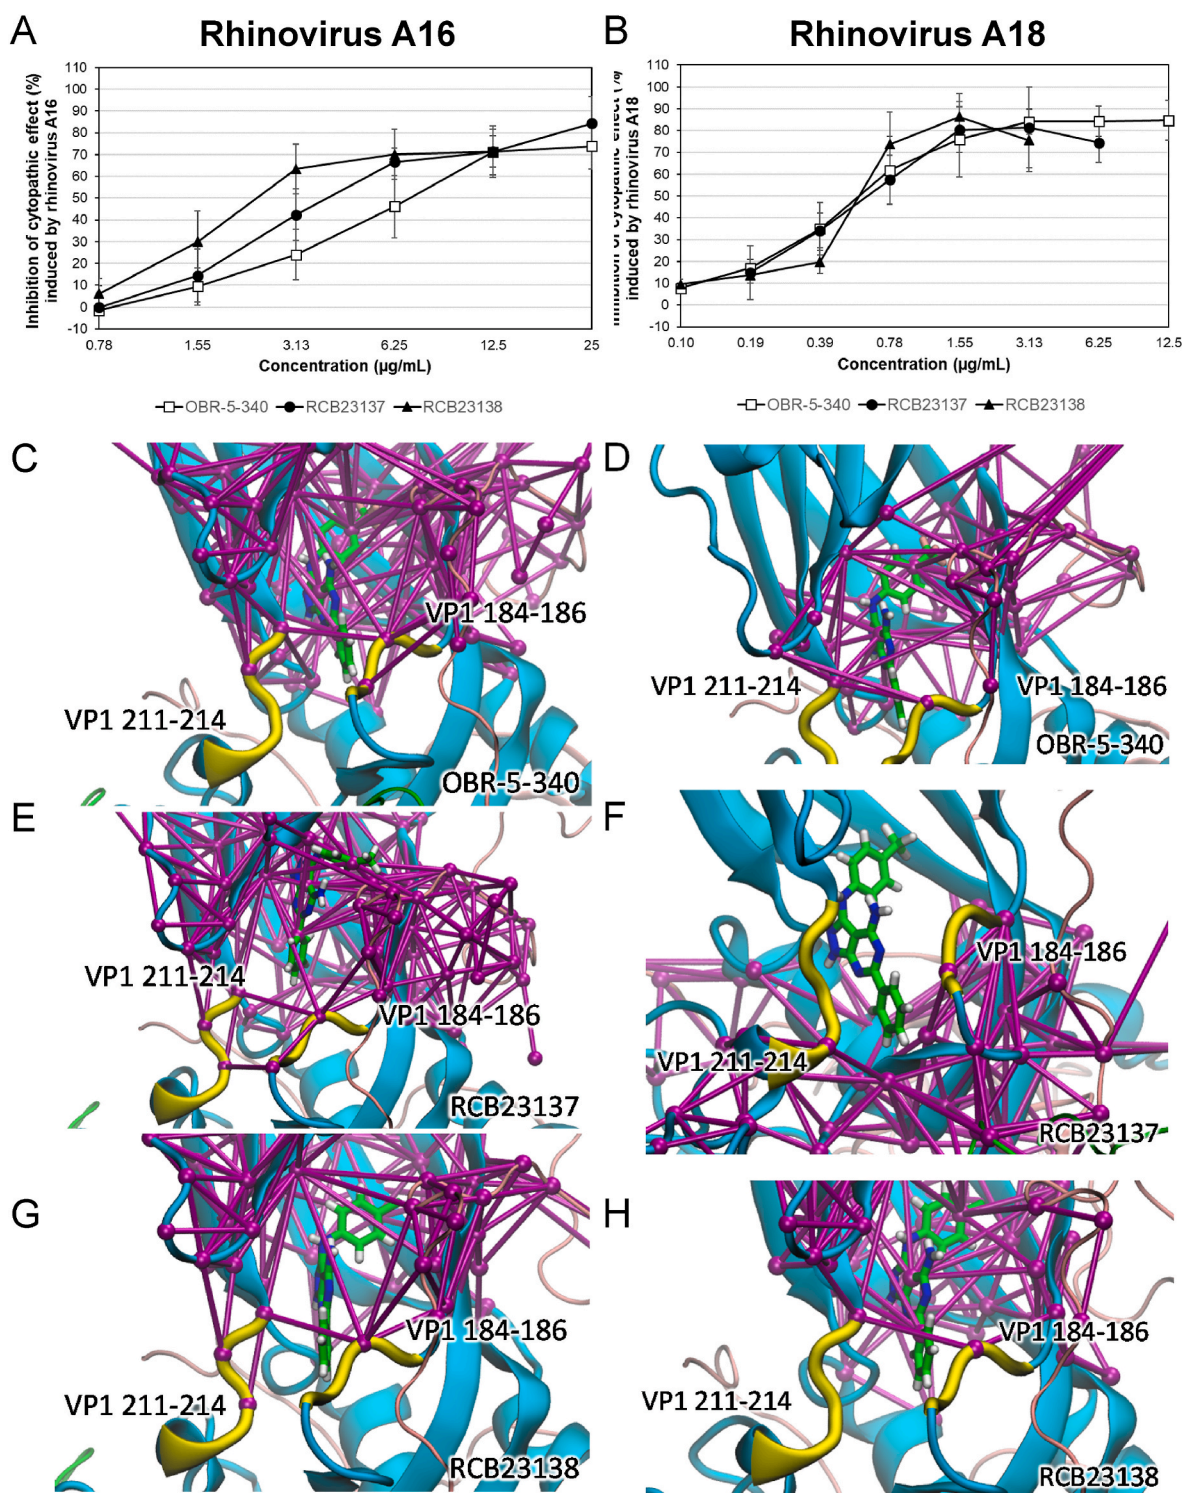 A
Rhinovirus A16
Inhibition of cytopathic effect (%)
induced by rhinovirus A16
110
100
90
80
70
60
50
40
30
20
10
0
-10
0.78
1.55
3.13
6.25
12.5
25
Concentration (µg/mL)
OBR-5-340
RCB23137
RCB23138
B
Rhinovirus A18
of cytopathic effect (%)
induced by rhinovirus A18
110
100
90
80
70
60
50
40
30
20
10
0
-10
0.10
0.19
0.39
0.78
1.55
3.13
6.25
12.5
Concentration (µg/mL)
OBR-5-340
RCB23137
RCB23138
C
VP1 184-186
VP1 211-214
OBR-5-340
D
VP1 211-214
VP1 184-186
OBR-5-340
E
VP1 211-214
VP1 184-186
RCB23137
F
VP1 184-186
VP1 211-214
RCB23137
G
VP1 184-186
VP1 211-214
RCB23138
H
VP1 184-186
VP1 211-214
RCB23138